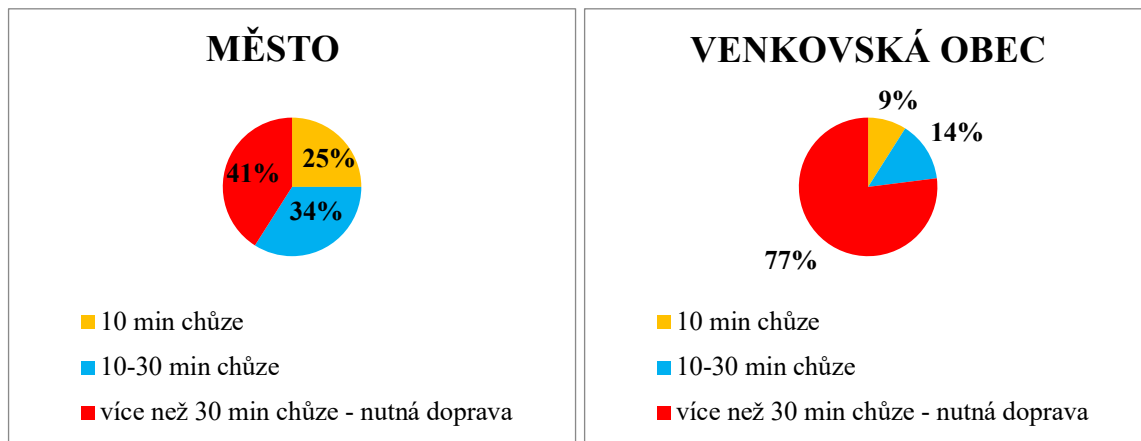 MĚSTO
25%
34%
41%
10 min chůze
10-30 min chůze
více než 30 min chůze - nutná doprava
VENKOVSKÁ OBEC
9%
14%
77%
10 min chůze
10-30 min chůze
více než 30 min chůze - nutná doprava